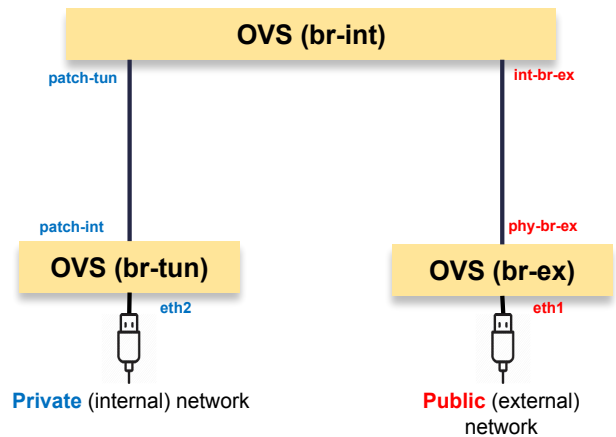 OVS (br-int)
patch-tun
int-br-ex
patch-int
phy-br-ex
OVS (br-tun)
OVS (br-ex)
eth2
eth1
Private (internal) network
Public (external)
network